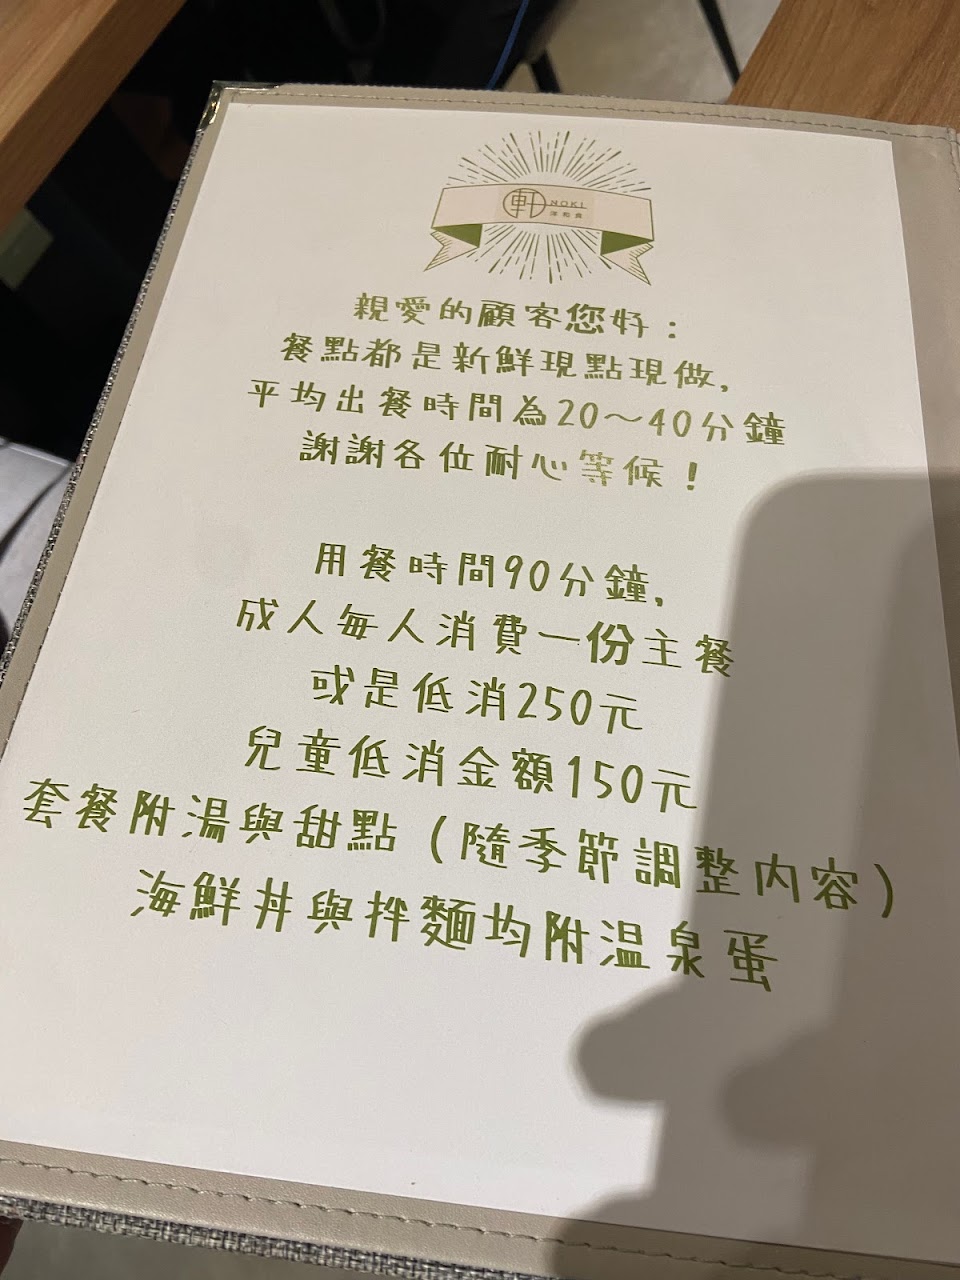 軒 NOKI
洋和食
親愛的顧客您好：
餐點都是新鮮現點現做,
平均出餐時間為20～40分鐘
謝謝各位耐心等候！
用餐時間90分鐘,
成人每人消費一份主餐
或是低消250元
兒童低消金額150元
套餐附湯與甜點（隨季節調整內容）
海鮮丼與拌麵均附溫泉蛋